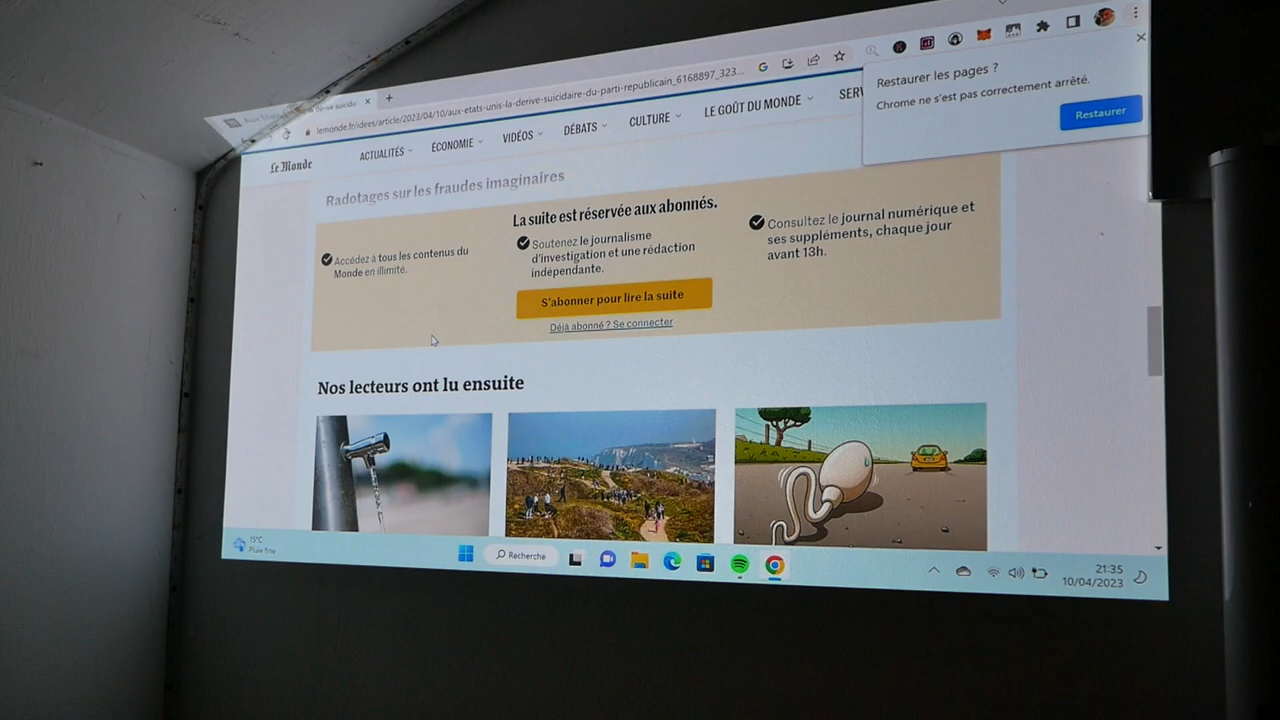 lemonde.fr/idees/article/2023/04/10/aux-etats-unis-la-derive-suicidaire-du-parti-republicain_6168897_323...
Restaurer les pages ?
Chrome ne s'est pas correctement arrêté.
Restaurer
Le Monde
ACTUALITÉS
ÉCONOMIE
VIDÉOS
DÉBATS
CULTURE
LE GOÛT DU MONDE
SERV
Radotages sur les fraudes imaginaires
La suite est réservée aux abonnés.
Accédez à tous les contenus du
Monde en illimité.
Soutenez le journalisme
d'investigation et une rédaction
indépendante.
Consultez le journal numérique et
ses suppléments, chaque jour
avant 13h.
S'abonner pour lire la suite
Déjà abonné ? Se connecter
Nos lecteurs ont lu ensuite
15°C
Pluie fine
Recherche
21:35
10/04/2023